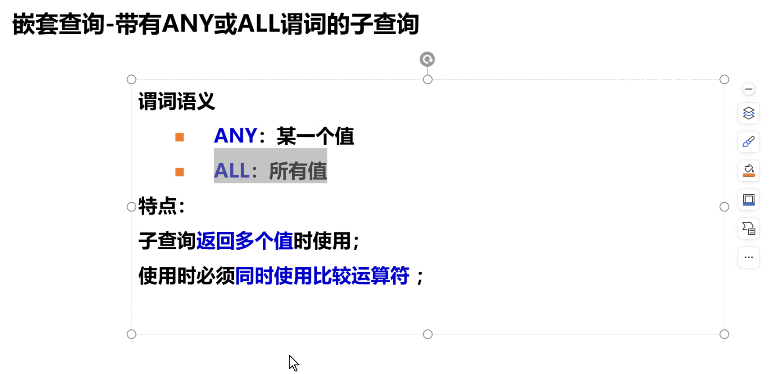 嵌套查询-带有ANY或ALL谓词的子查询
谓词语义
ANY：某一个值
ALL：所有值
特点：
子查询返回多个值时使用；
使用时必须同时使用比较运算符 ；